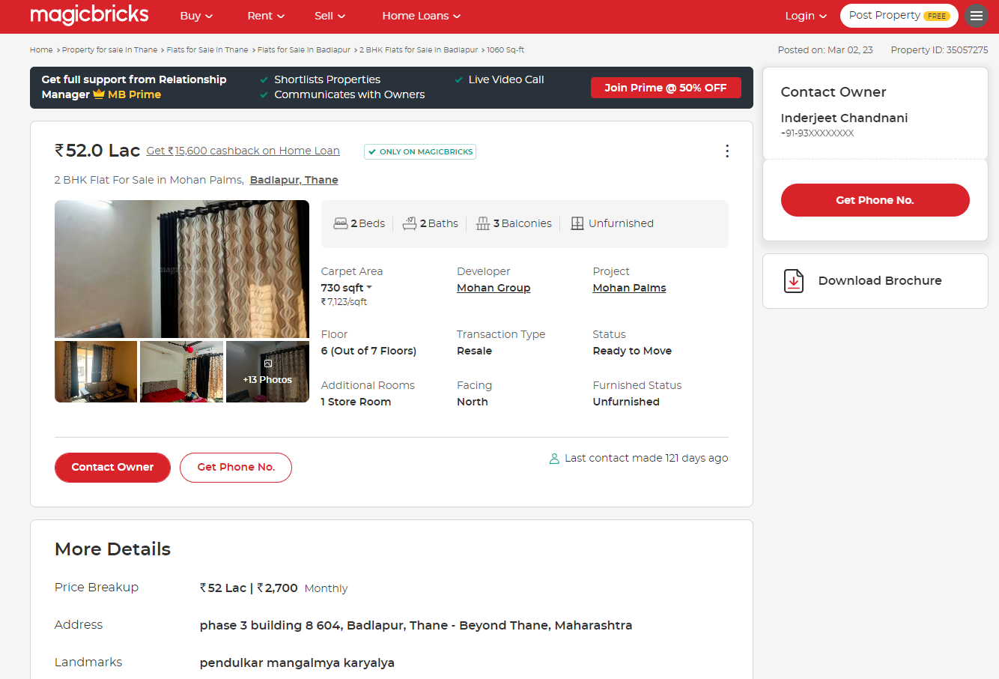 magicbricks
Buy
Rent
Sell
Home Loans
Login
Post Property FREE
Home > Property for sale in Thane > Flats for Sale in Thane > Flats for Sale in Badlapur > 2 BHK Flats for Sale in Badlapur > 1060 Sq-ft
Posted on: Mar 02, 23 Property ID: 35057275
Get full support from Relationship
Manager MB Prime
Shortlists Properties
Communicates with Owners
Live Video Call
Join Prime @ 50% OFF
₹52.0 Lac Get ₹15,600 cashback on Home Loan
ONLY ON MAGICBRICKS
2 BHK Flat For Sale in Mohan Palms, Badlapur, Thane
+13 Photos
2 Beds
2 Baths
3 Balconies
Unfurnished
Carpet Area
730 sqft
₹7,123/sqft
Developer
Mohan Group
Project
Mohan Palms
Floor
6 (Out of 7 Floors)
Transaction Type
Resale
Status
Ready to Move
Additional Rooms
1 Store Room
Facing
North
Furnished Status
Unfurnished
Contact Owner
Get Phone No.
Last contact made 121 days ago
Contact Owner
Inderjeet Chandnani
+91-93XXXXXXXX
Get Phone No.
Download Brochure
More Details
Price Breakup ₹52 Lac | ₹2,700 Monthly
Address phase 3 building 8 604, Badlapur, Thane - Beyond Thane, Maharashtra
Landmarks pendulkar mangalmya karyalya